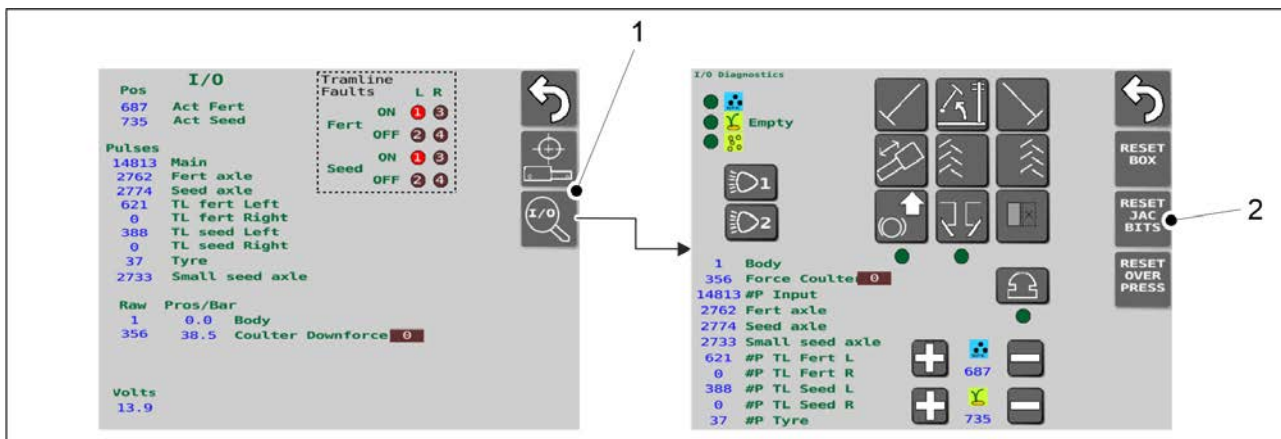 1
I/O
Pos
687 Act Fert
735 Act Seed
Tramline
Faults L R
Fert ON 1 3
OFF 2 4
Seed ON 1 3
OFF 2 4
Pulses
14813 Main
2762 Fert axle
2774 Seed axle
621 TL fert Left
0 TL fert Right
388 TL seed Left
0 TL seed Right
37 Tyre
2733 Small seed axle
Raw Pros/Bar
1 0.0 Body
356 38.5 Coulter Downforce 0
Volts
13.9
I/O
I/O Diagnostics
Empty
1
2
RESET
BOX
RESET
JAC
BITS
RESET
OVER
PRESS
2
1 Body
356 Force Coulte 0
14813 #P Input
2762 Fert axle
2774 Seed axle
2733 Small seed axle
621 #P TL Fert L
0 #P TL Fert R
388 #P TL Seed L
0 #P TL Seed R
37 #P Tyre
687
735